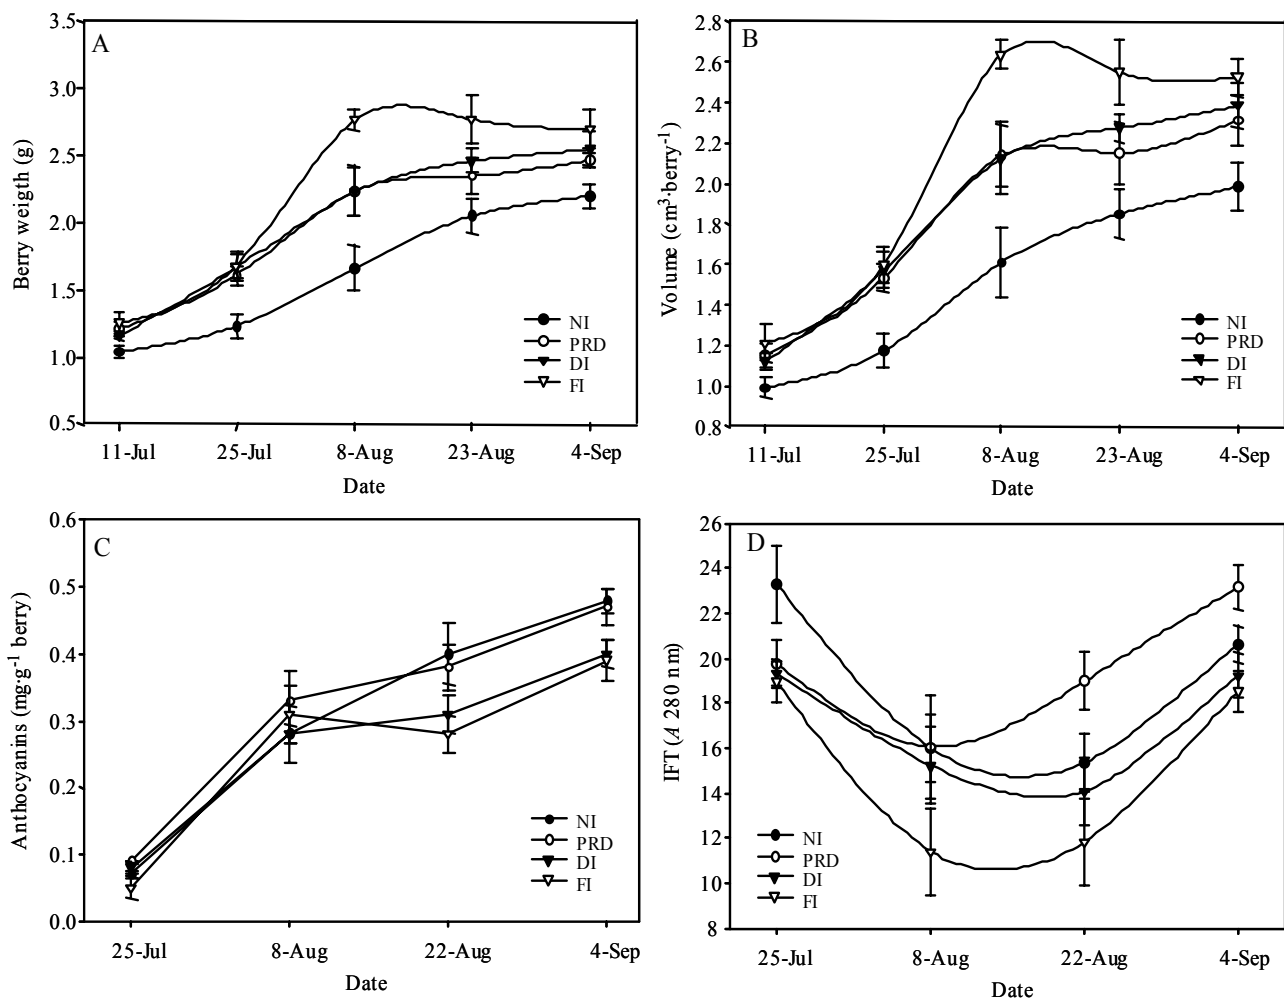 A
Berry weigth (g)
3.5
3.0
2.5
2.0
1.5
1.0
0.5
NI
PRD
DI
FI
11-Jul 25-Jul 8-Aug 23-Aug 4-Sep
Date
B
Volume (cm³·berry⁻¹)
2.8
2.6
2.4
2.2
2.0
1.8
1.6
1.4
1.2
1.0
0.8
NI
PRD
DI
FI
11-Jul 25-Jul 8-Aug 23-Aug 4-Sep
Date
C
Anthocyanins (mg·g⁻¹ berry)
0.6
0.5
0.4
0.3
0.2
0.1
0.0
NI
PRD
DI
FI
25-Jul 8-Aug 22-Aug 4-Sep
Date
D
IFT (A 280 nm)
26
24
22
20
18
16
14
12
10
8
NI
PRD
DI
FI
25-Jul 8-Aug 22-Aug 4-Sep
Date